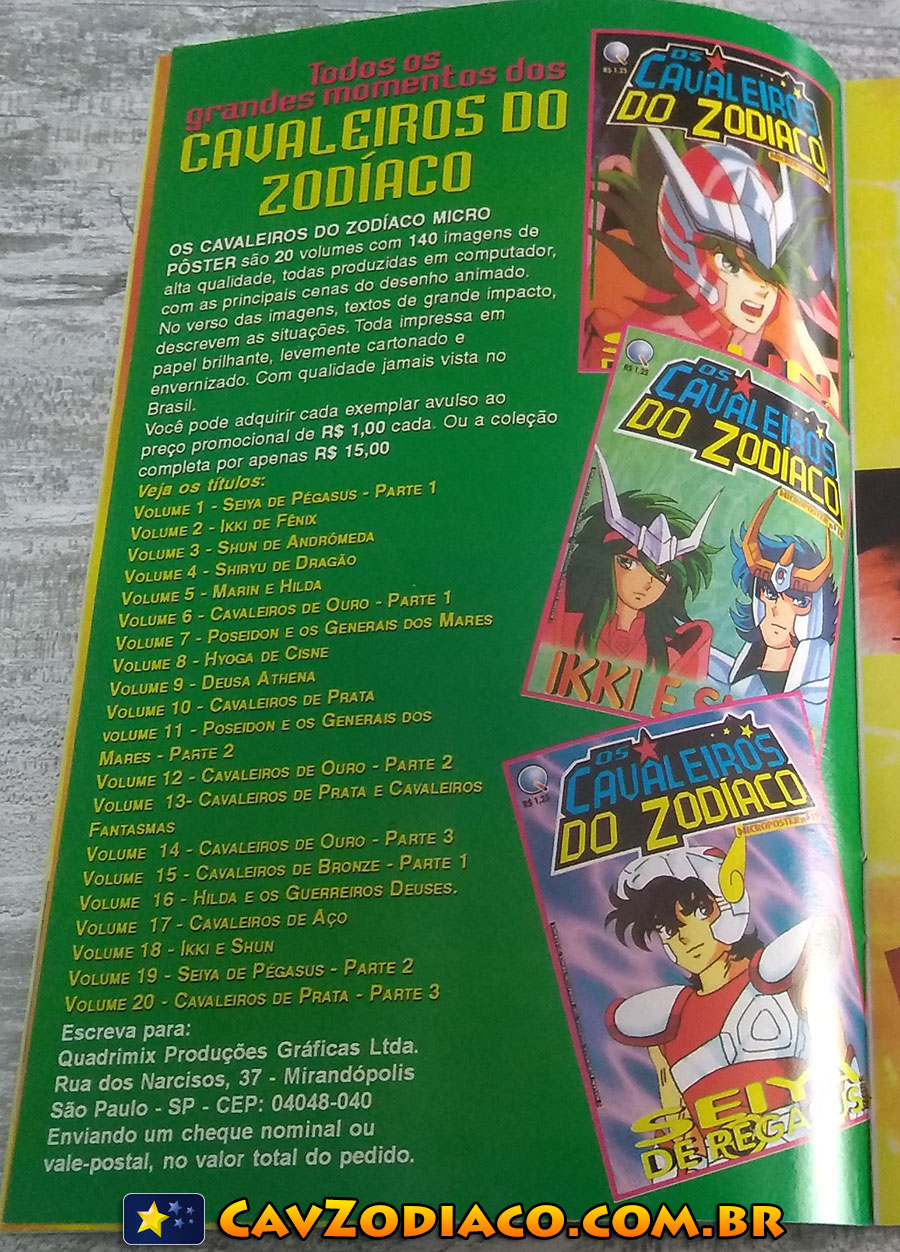 Todos os
grandes momentos dos
CAVALEIROS DO
ZODÍACO
OS CAVALEIROS DO ZODÍACO MICRO
PÔSTER são 20 volumes com 140 imagens de
alta qualidade, todas produzidas em computador,
com as principais cenas do desenho animado.
No verso das imagens, textos de grande impacto,
descrevem as situações. Toda impressa em
papel brilhante, levemente cartonado e
envernizado. Com qualidade jamais vista no
Brasil.
Você pode adquirir cada exemplar avulso ao
preço promocional de R$ 1,00 cada. Ou a coleção
completa por apenas R$ 15,00
Veja os títulos:
VOLUME 1 - SEIYA DE PÉGASUS - PARTE 1
VOLUME 2 - IKKI DE FÊNIX
VOLUME 3 - SHUN DE ANDRÔMEDA
VOLUME 4 - SHIRYU DE DRAGÃO
VOLUME 5 - MARIN E HILDA
VOLUME 6 - CAVALEIROS DE OURO - PARTE 1
VOLUME 7 - POSEIDON E OS GENERAIS DOS MARES
VOLUME 8 - HYOGA DE CISNE
VOLUME 9 - DEUSA ATHENA
VOLUME 10 - CAVALEIROS DE PRATA
VOLUME 11 - POSEIDON E OS GENERAIS DOS
MARES - PARTE 2
VOLUME 12 - CAVALEIROS DE OURO - PARTE 2
VOLUME 13- CAVALEIROS DE PRATA E CAVALEIROS
FANTASMAS
VOLUME 14 - CAVALEIROS DE OURO - PARTE 3
VOLUME 15 - CAVALEIROS DE BRONZE - PARTE 1
VOLUME 16 - HILDA E OS GUERREIROS DEUSES.
VOLUME 17 - CAVALEIROS DE AÇO
VOLUME 18 - IKKI E SHUN
VOLUME 19 - SEIYA DE PÉGASUS - PARTE 2
VOLUME 20 - CAVALEIROS DE PRATA - PARTE 3
Escreva para:
Quadrimix Produções Gráficas Ltda.
Rua dos Narcisos, 37 - Mirandópolis
São Paulo - SP - CEP: 04048-040
Enviando um cheque nominal ou
vale-postal, no valor total do pedido.
R$ 1,25
OS
CAVALEIROS
DO ZODÍACO
R$ 1,25
OS
CAVALEIROS
DO ZODÍACO
IKKI E
R$ 1,25
OS
CAVALEIROS
DO ZODÍACO
SEIYA
DE PEGASUS
CAVZODIACO.COM.BR